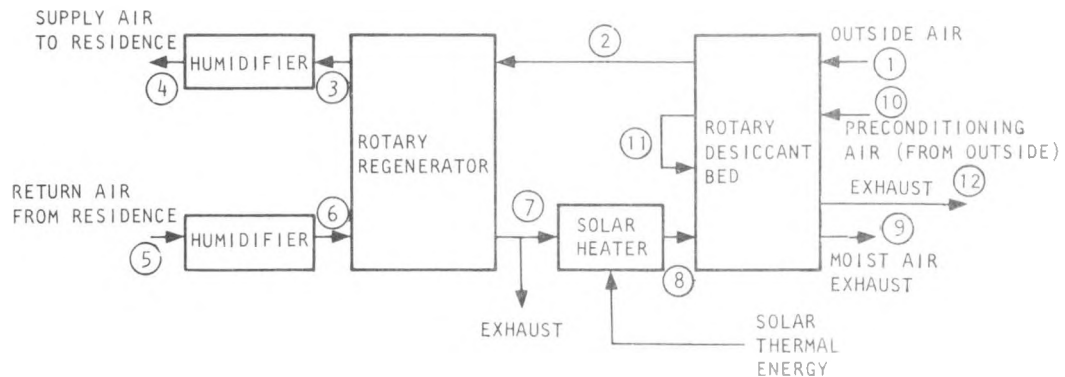 SUPPLY AIR
TO RESIDENCE
4
HUMIDIFIER
3
2
OUTSIDE AIR
1
10
PRECONDITIONING
AIR (FROM OUTSIDE)
ROTARY
REGENERATOR
11
ROTARY
DESICCANT
BED
EXHAUST
12
RETURN AIR
FROM RESIDENCE
5
HUMIDIFIER
6
7
SOLAR
HEATER
8
9
MOIST AIR
EXHAUST
EXHAUST
SOLAR
THERMAL
ENERGY